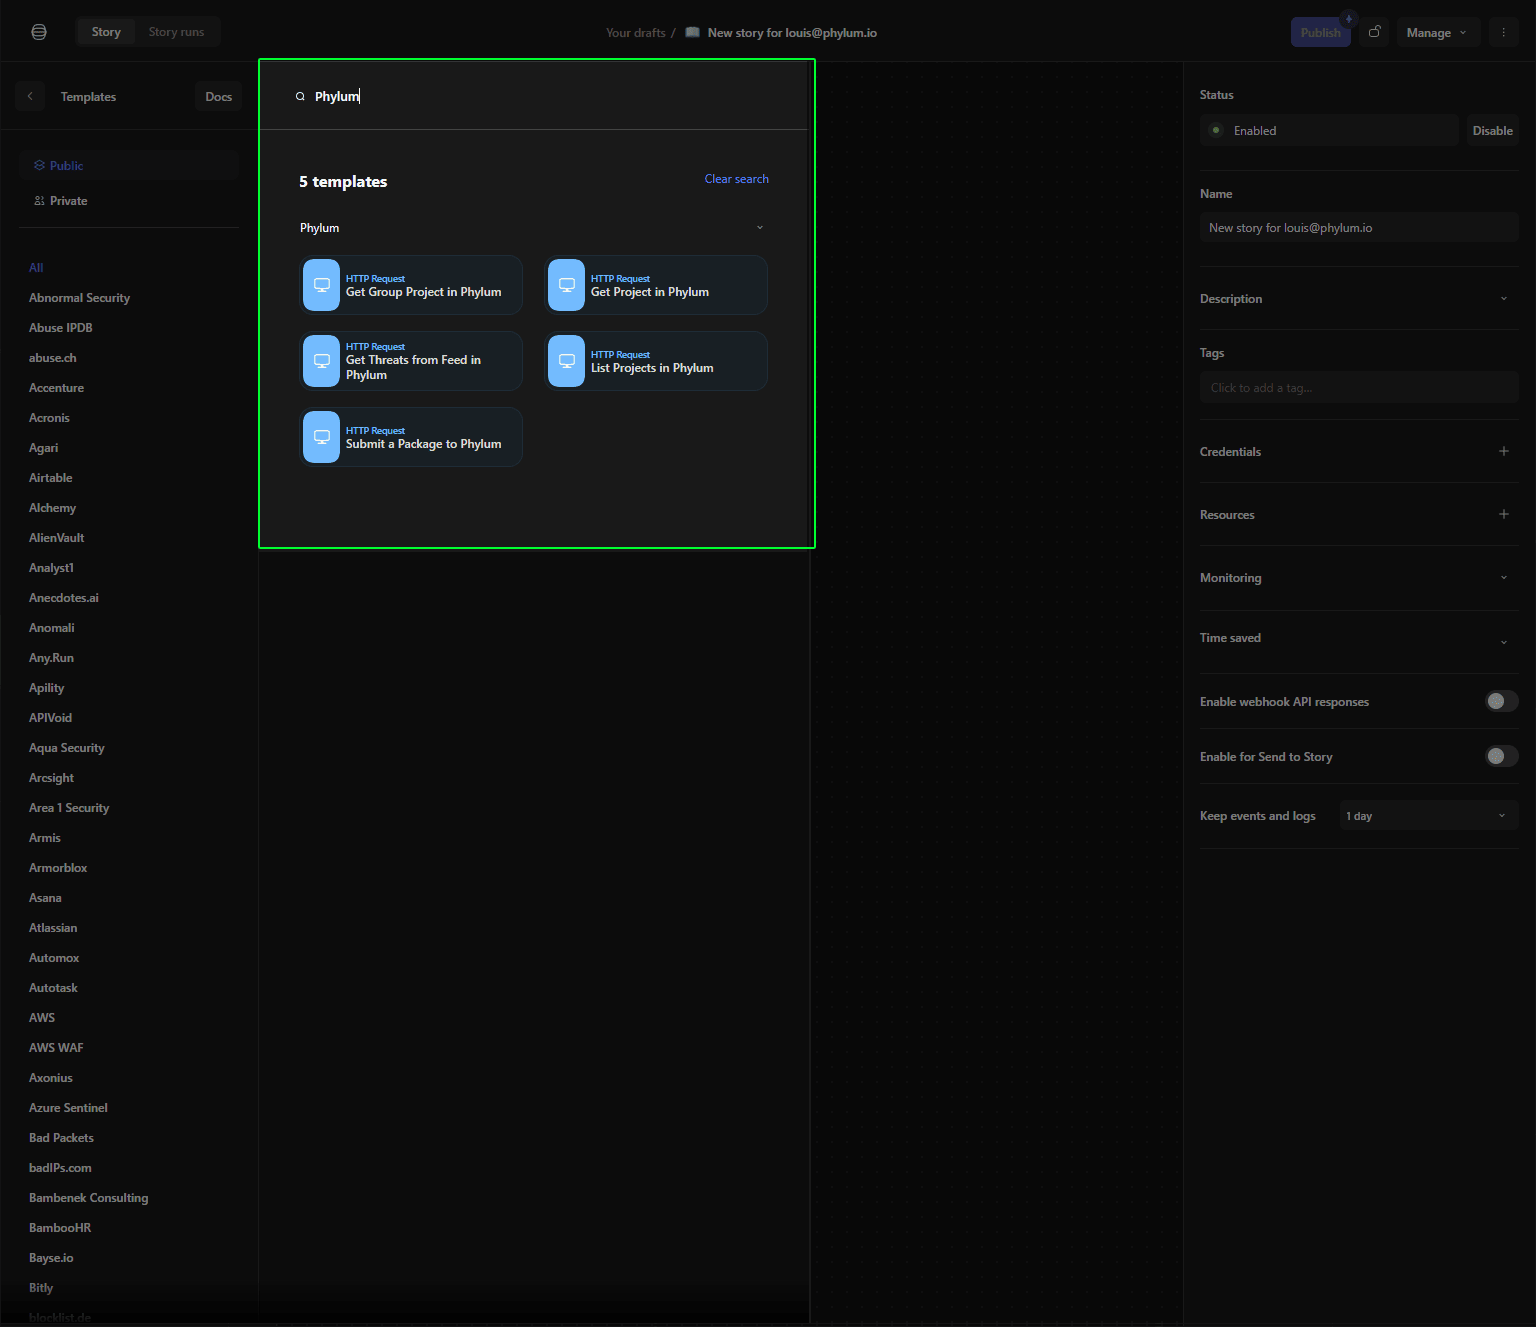 Story
Story runs
Your drafts / New story for louis@phylum.io
Publish
Manage
Templates
Docs
Public
Private
All
Abnormal Security
Abuse IPDB
abuse.ch
Accenture
Acronis
Agari
Airtable
Alchemy
AlienVault
Analyst1
Anecdotes.ai
Anomali
Any.Run
Apility
APIVoid
Aqua Security
Arcsight
Area 1 Security
Armis
Armorblox
Asana
Atlassian
Automox
Autotask
AWS
AWS WAF
Axonius
Azure Sentinel
Bad Packets
badIPs.com
Bambenek Consulting
BambooHR
Bayse.io
Bitly
blocklist.de
Phylum
5 templates
Clear search
Phylum
HTTP Request
Get Group Project in Phylum
HTTP Request
Get Project in Phylum
HTTP Request
Get Threats from Feed in
Phylum
HTTP Request
List Projects in Phylum
HTTP Request
Submit a Package to Phylum
Status
Enabled
Disable
Name
New story for louis@phylum.io
Description
Tags
Click to add a tag...
Credentials
Resources
Monitoring
Time saved
Enable webhook API responses
Enable for Send to Story
Keep events and logs
1 day